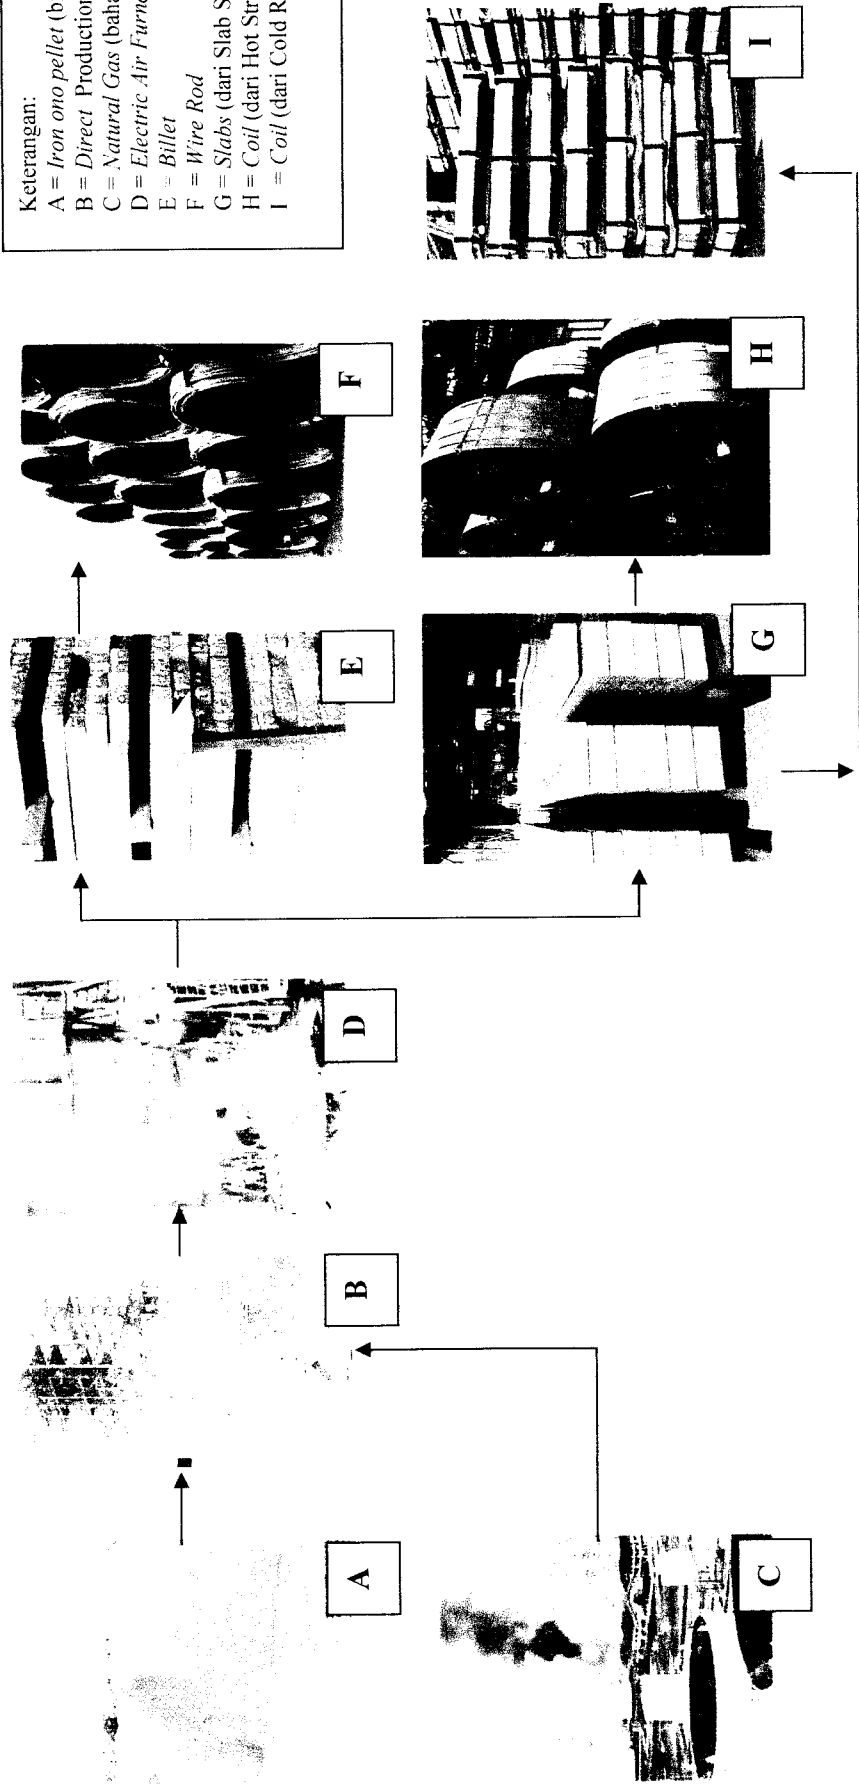 Keterangan:
A = Iron ono pellet (b
B = Direct Production
C = Natural Gas (baha
D = Electric Air Furn
E = Billet
F = Wire Rod
G = Slabs (dari Slab S
H = Coil (dari Hot Str
I = Coil (dari Cold R
A
B
D
E
F
C
G
H
I